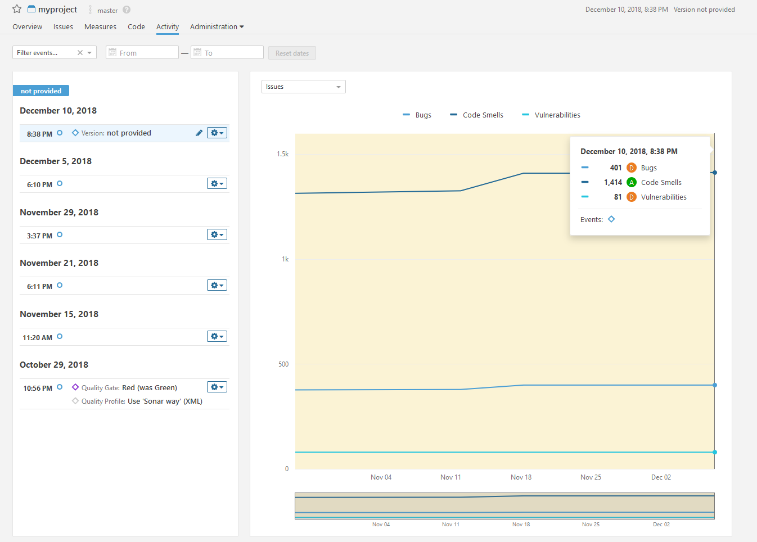 myproject master
December 10, 2018, 8:38 PM Version not provided
Overview Issues Measures Code Activity Administration
Filter events... From — To Reset dates
not provided
December 10, 2018
8:38 PM Version: not provided
December 5, 2018
6:10 PM
November 29, 2018
3:37 PM
November 21, 2018
6:11 PM
November 15, 2018
11:20 AM
October 29, 2018
10:56 PM Quality Gate: Red (was Green)
Quality Profile: Use 'Sonar way' (XML)
Issues
Bugs Code Smells Vulnerabilities
1.5k
1k
500
0
December 10, 2018, 8:38 PM
401 D Bugs
1,414 A Code Smells
81 D Vulnerabilities
Events:
Nov 04 Nov 11 Nov 18 Nov 25 Dec 02
Nov 04 Nov 11 Nov 18 Nov 25 Dec 02